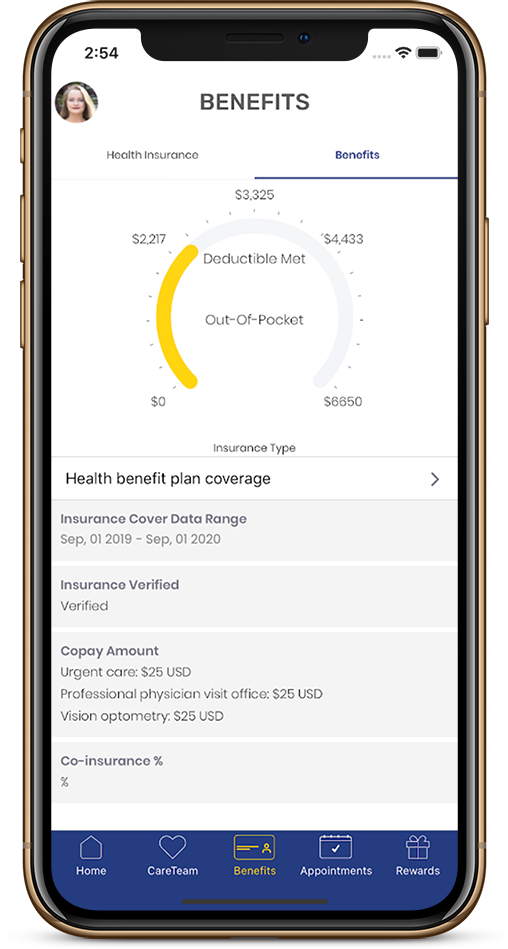 2:54
BENEFITS
Health Insurance
Benefits
$3,325
$2,217
$4,433
Deductible Met
Out-Of-Pocket
$0
$6650
Insurance Type
Health benefit plan coverage
Insurance Cover Data Range
Sep, 01 2019 - Sep, 01 2020
Insurance Verified
Verified
Copay Amount
Urgent care: $25 USD
Professional physician visit office: $25 USD
Vision optometry: $25 USD
Co-insurance %
%
Home
CareTeam
Benefits
Appointments
Rewards